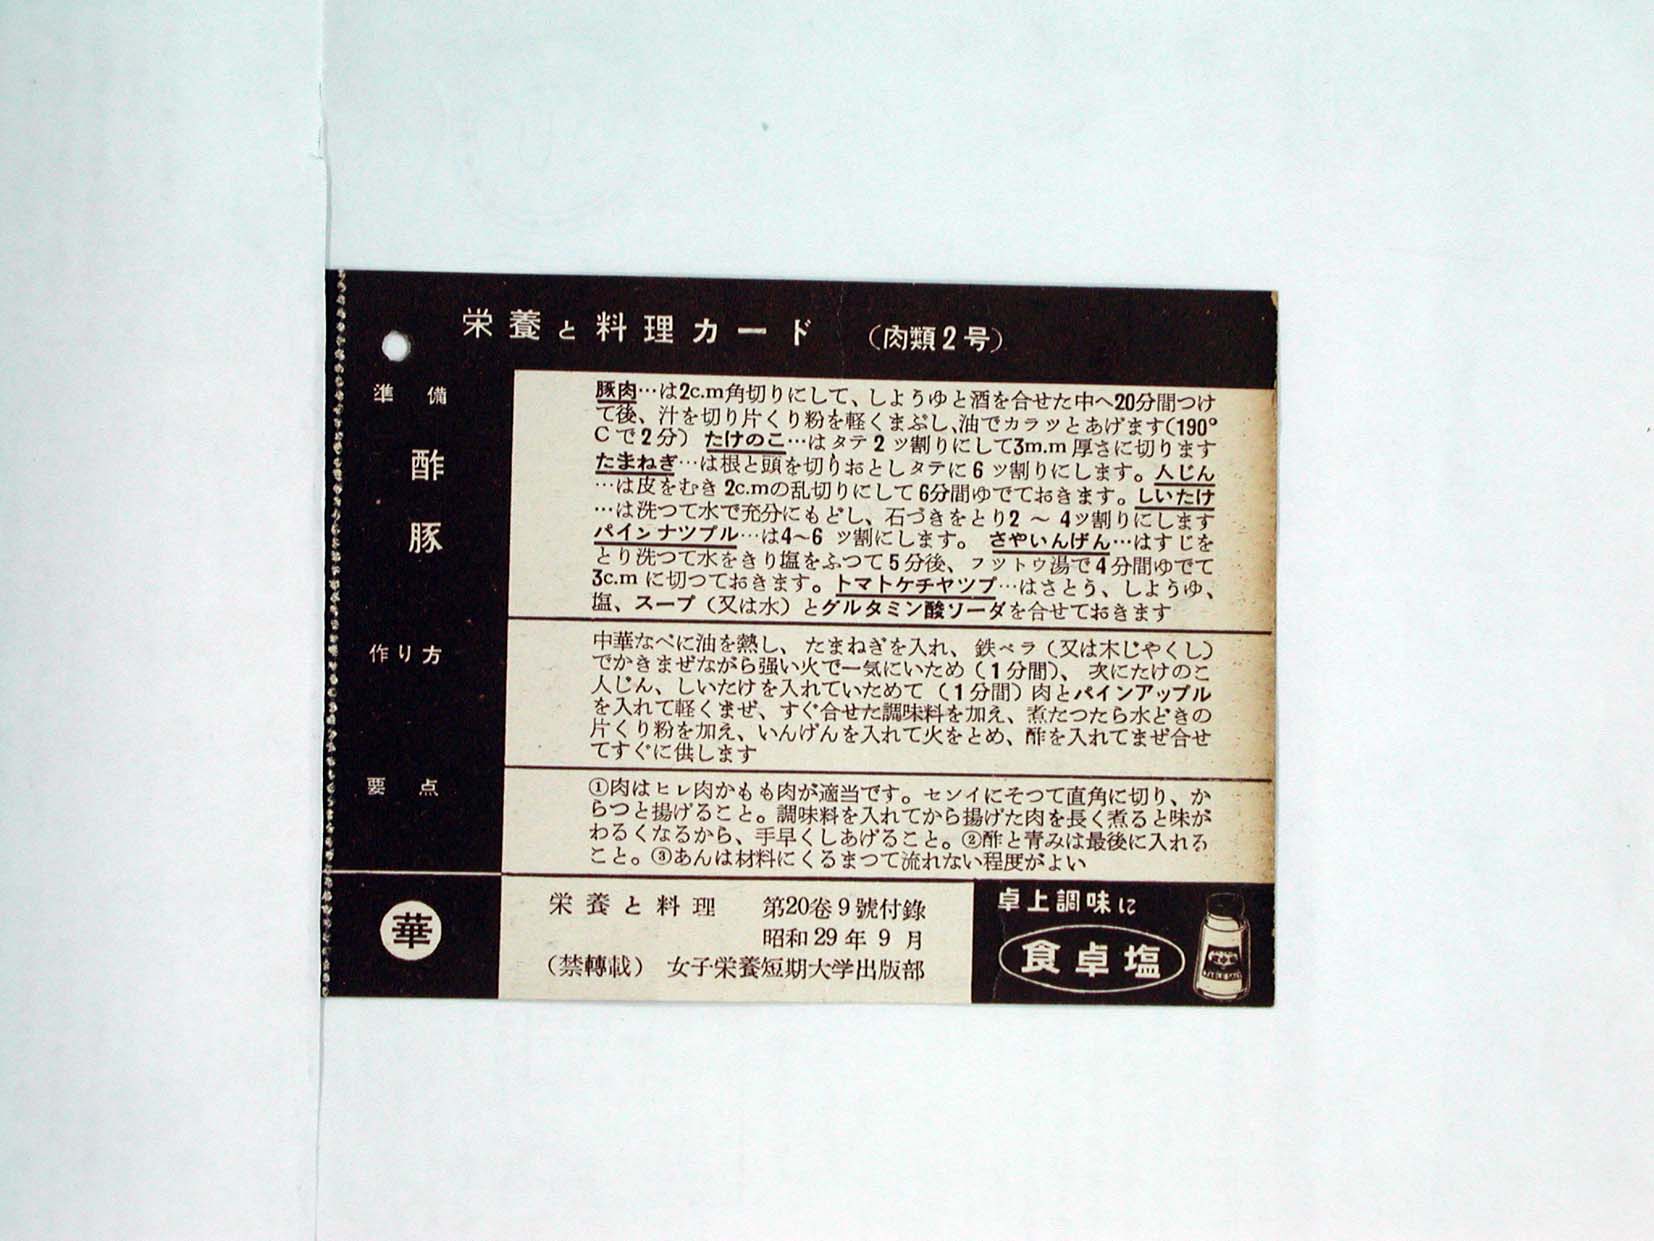 栄養と料理カード （肉類２号）
準備
酢豚
豚肉…は2c.m角切りにして、しようゆと酒を合せた中へ20分間つけ
て後、汁を切り片くり粉を軽くまぶし､油でカラッとあげます(190°
Cで2分） たけのこ…はタテ２ッ割りにして3m.m厚さに切ります
たまねぎ…は根と頭を切りおとしタテに６ッ割りにします。人じん
…は皮をむき2c.mの乱切りにして6分間ゆでておきます。しいたけ
…は洗つて水で充分にもどし、石づきをとり2 〜 4ッ割りにします
パインナツプル…は4〜6 ッ割にします。 さやいんげん…はすじを
とり洗つて水をきり塩をふつて5分後、フットウ湯で4分間ゆでて
3c.mに切つておきます。トマトケチヤツプ…はさとう、しようゆ、
塩、スープ（又は水）とグルタミン酸ソーダを合せておきます
作り方
中華なべに油を熱し、たまねぎを入れ、鉄ベラ（又は木じやくし）
でかきまぜながら強い火で一気にいため（1分間）、次にたけのこ
人じん、しいたけを入れていためて（1分間）肉とパインアップル
を入れて軽くまぜ、すぐ合せた調味料を加え、煮たつたら水どきの
片くり粉を加え、いんげんを入れて火をとめ、酢を入れてまぜ合せ
てすぐに供します
要点
①肉はヒレ肉かもも肉が適当です。センイにそつて直角に切り、か
らつと揚げること。調味料を入れてから揚げた肉を長く煮ると味が
わるくなるから、手早くしあげること。②酢と青みは最後に入れる
こと。③あんは材料にくるまつて流れない程度がよい
華
栄養と料理 第20巻9號付錄
昭和29年9月
（禁轉載） 女子栄養短期大学出版部
卓上調味に
食卓塩